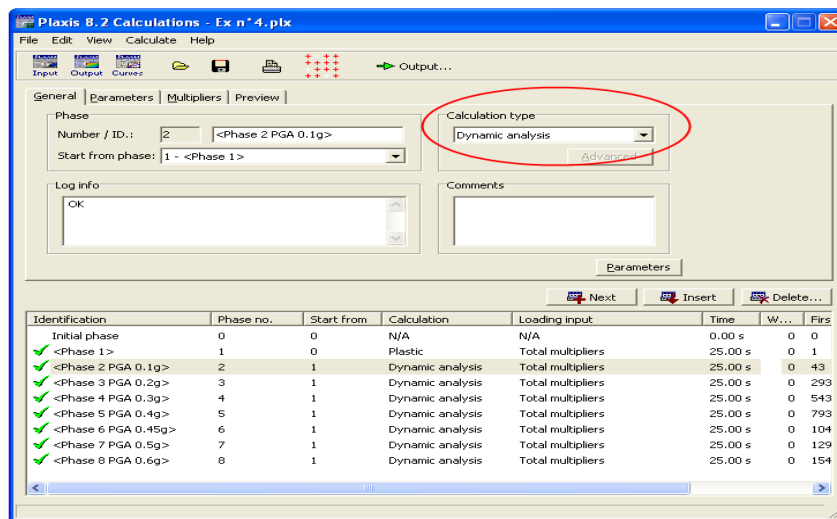 Plaxis 8.2 Calculations - Ex n°4.plx
File Edit View Calculate Help
Input Output Curves Output...
General Parameters Multipliers Preview
Phase
Number / ID.: 2 <Phase 2 PGA 0.1g>
Start from phase: 1 - <Phase 1>
Calculation type
Dynamic analysis
Advanced
Log info
OK
Comments
Parameters
Next Insert Delete...
Identification Phase no. Start from Calculation Loading input Time W... Firs
Initial phase 0 0 N/A N/A 0.00 s 0 0
<Phase 1> 1 0 Plastic Total multipliers 25.00 s 0 1
<Phase 2 PGA 0.1g> 2 1 Dynamic analysis Total multipliers 25.00 s 0 43
<Phase 3 PGA 0.2g> 3 1 Dynamic analysis Total multipliers 25.00 s 0 293
<Phase 4 PGA 0.3g> 4 1 Dynamic analysis Total multipliers 25.00 s 0 543
<Phase 5 PGA 0.4g> 5 1 Dynamic analysis Total multipliers 25.00 s 0 793
<Phase 6 PGA 0.45g> 6 1 Dynamic analysis Total multipliers 25.00 s 0 104
<Phase 7 PGA 0.5g> 7 1 Dynamic analysis Total multipliers 25.00 s 0 129
<Phase 8 PGA 0.6g> 8 1 Dynamic analysis Total multipliers 25.00 s 0 154